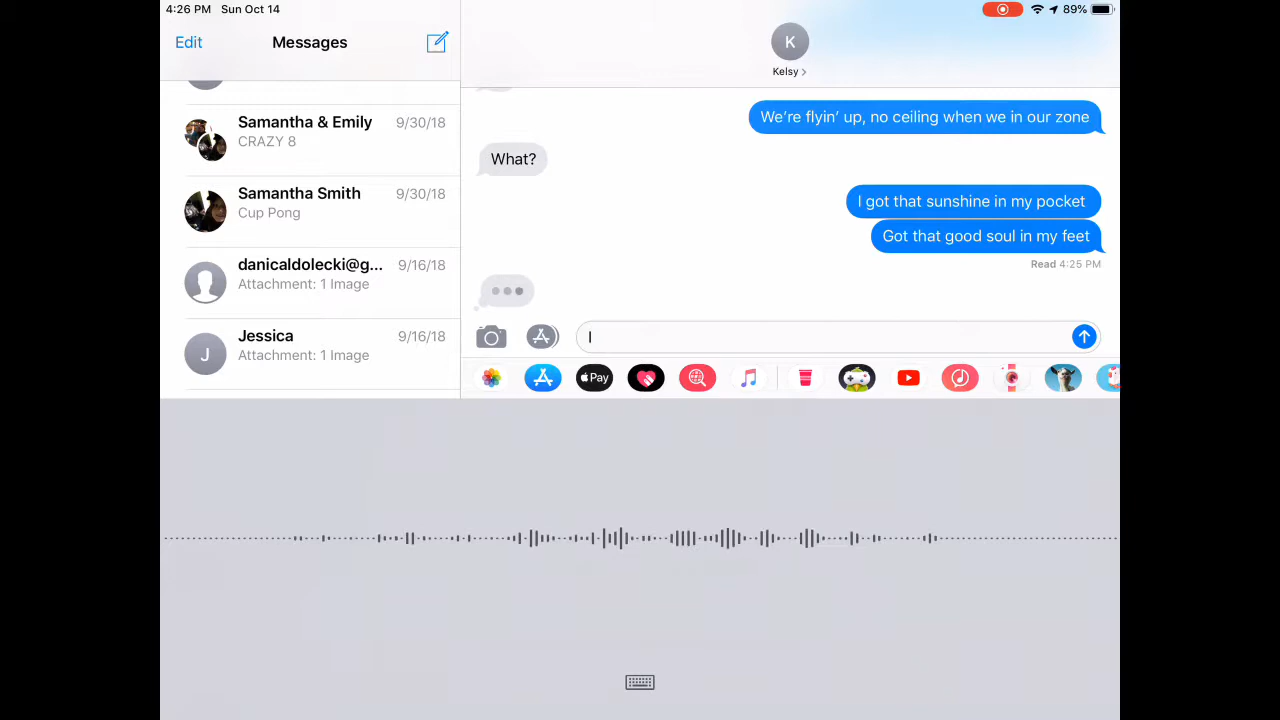 4:26 PM Sun Oct 14
89%
Edit
Messages
Samantha & Emily
9/30/18
CRAZY 8
Samantha Smith
9/30/18
Cup Pong
danicaldolecki@g...
9/16/18
Attachment: 1 Image
J
Jessica
9/16/18
Attachment: 1 Image
K
Kelsy >
We’re flyin’ up, no ceiling when we in our zone
What?
I got that sunshine in my pocket
Got that good soul in my feet
Read 4:25 PM
I
Pay